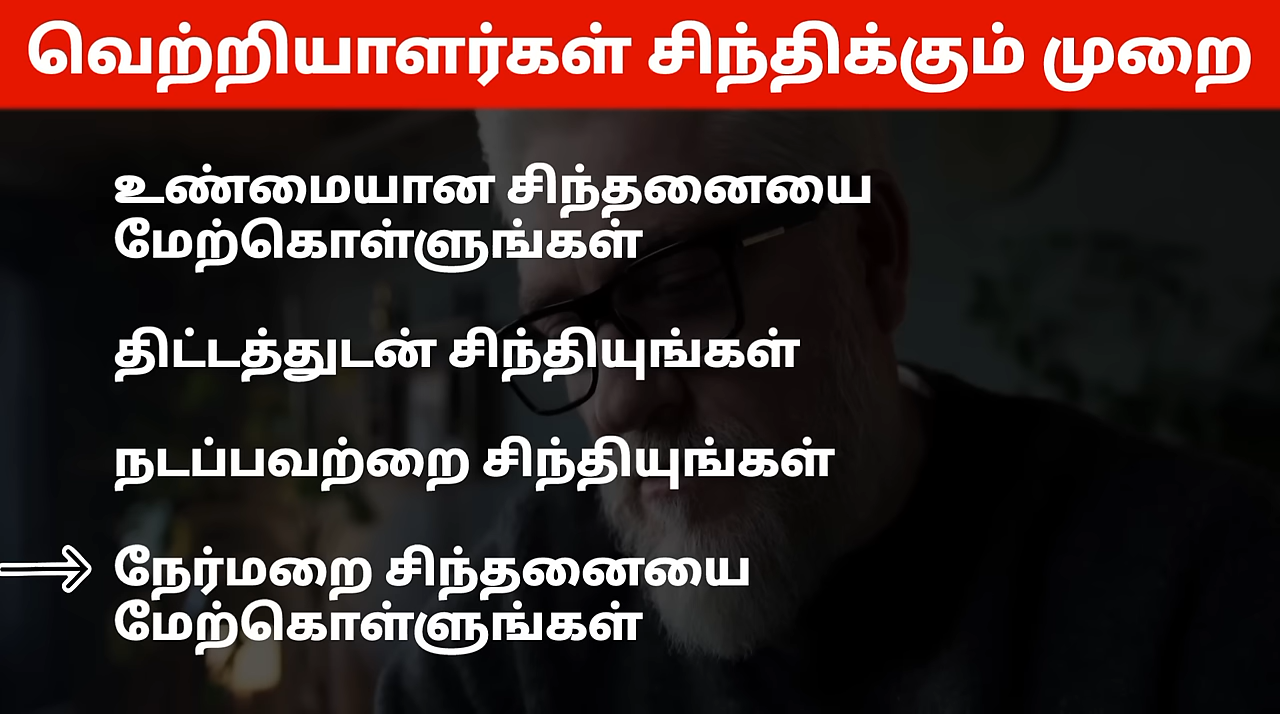 வெற்றியாளர்கள் சிந்திக்கும் முறை
உண்மையான சிந்தனையை
மேற்கொள்ளுங்கள்
திட்டத்துடன் சிந்தியுங்கள்
நடப்பவற்றை சிந்தியுங்கள்
நேர்மறை சிந்தனையை
மேற்கொள்ளுங்கள்